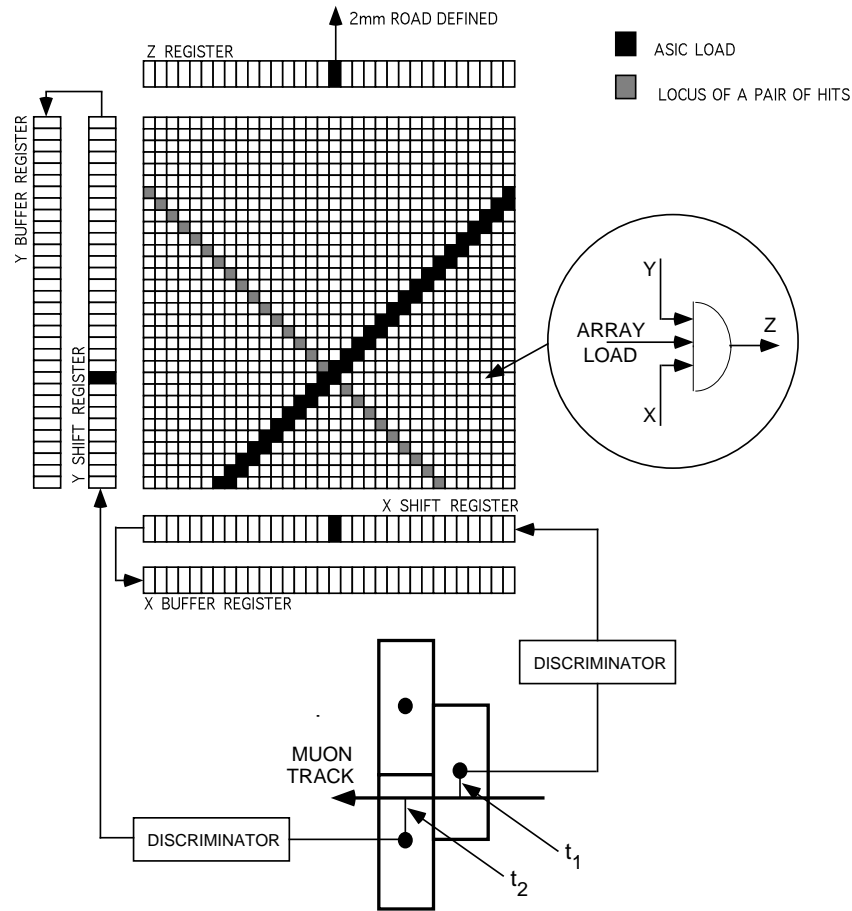 2mm ROAD DEFINED
Z REGISTER
ASIC LOAD
LOCUS OF A PAIR OF HITS
Y BUFFER REGISTER
Y SHIFT REGISTER
Y
ARRAY
LOAD
Z
X
X SHIFT REGISTER
X BUFFER REGISTER
DISCRIMINATOR
MUON
TRACK
DISCRIMINATOR
t1
t2